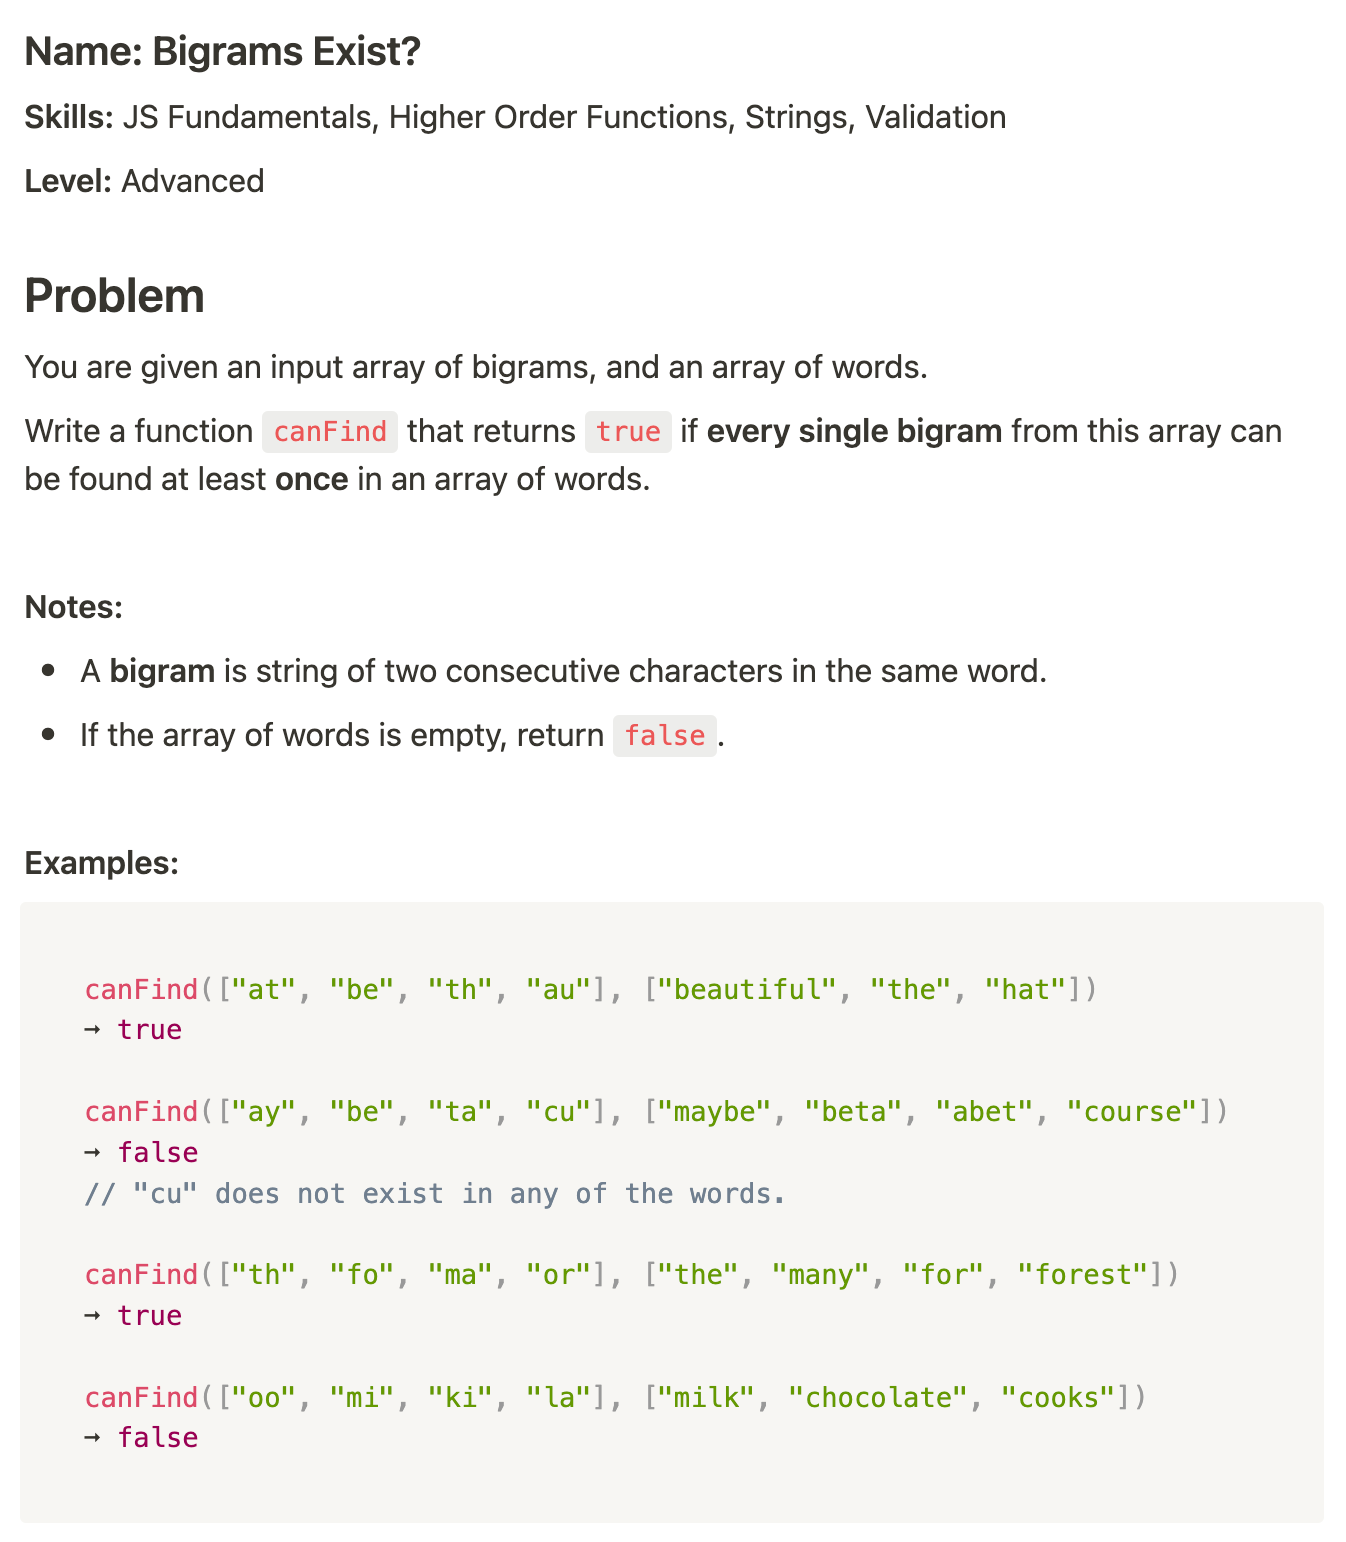 Name: Bigrams Exist?
Skills: JS Fundamentals, Higher Order Functions, Strings, Validation
Level: Advanced
Problem
You are given an input array of bigrams, and an array of words.
Write a function canFind that returns true if every single bigram from this array can
be found at least once in an array of words.
Notes:
• A bigram is string of two consecutive characters in the same word.
• If the array of words is empty, return false.
Examples:
canFind(["at", "be", "th", "au"], ["beautiful", "the", "hat"])
→ true
canFind(["ay", "be", "ta", "cu"], ["maybe", "beta", "abet", "course"])
→ false
// "cu" does not exist in any of the words.
canFind(["th", "fo", "ma", "or"], ["the", "many", "for", "forest"])
→ true
canFind(["oo", "mi", "ki", "la"], ["milk", "chocolate", "cooks"])
→ false